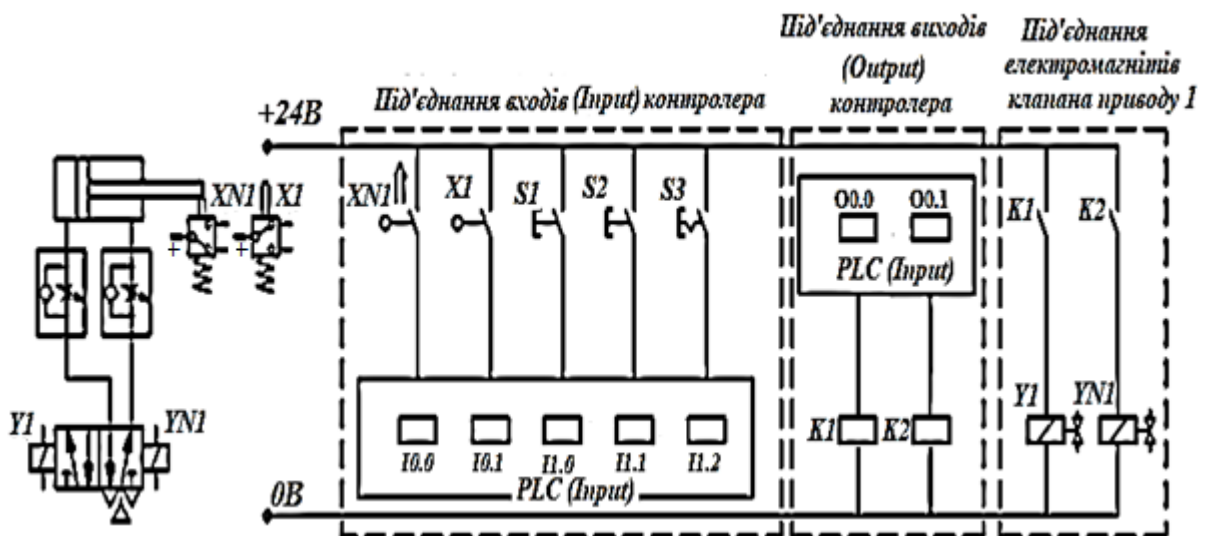 Під'єднання виходів
(Output)
контролера
Під'єднання
електромагнітів
клапана приводу 1
Під'єднання входів (Input) контролера
+24В
XN1
X1
+
+
XN1
X1
S1
S2
S3
O0.0
O0.1
PLC (Input)
K1
K2
Y1
YN1
I0.0
I0.1
I1.0
I1.1
I1.2
PLC (Input)
K1
K2
Y1
YN1
0В